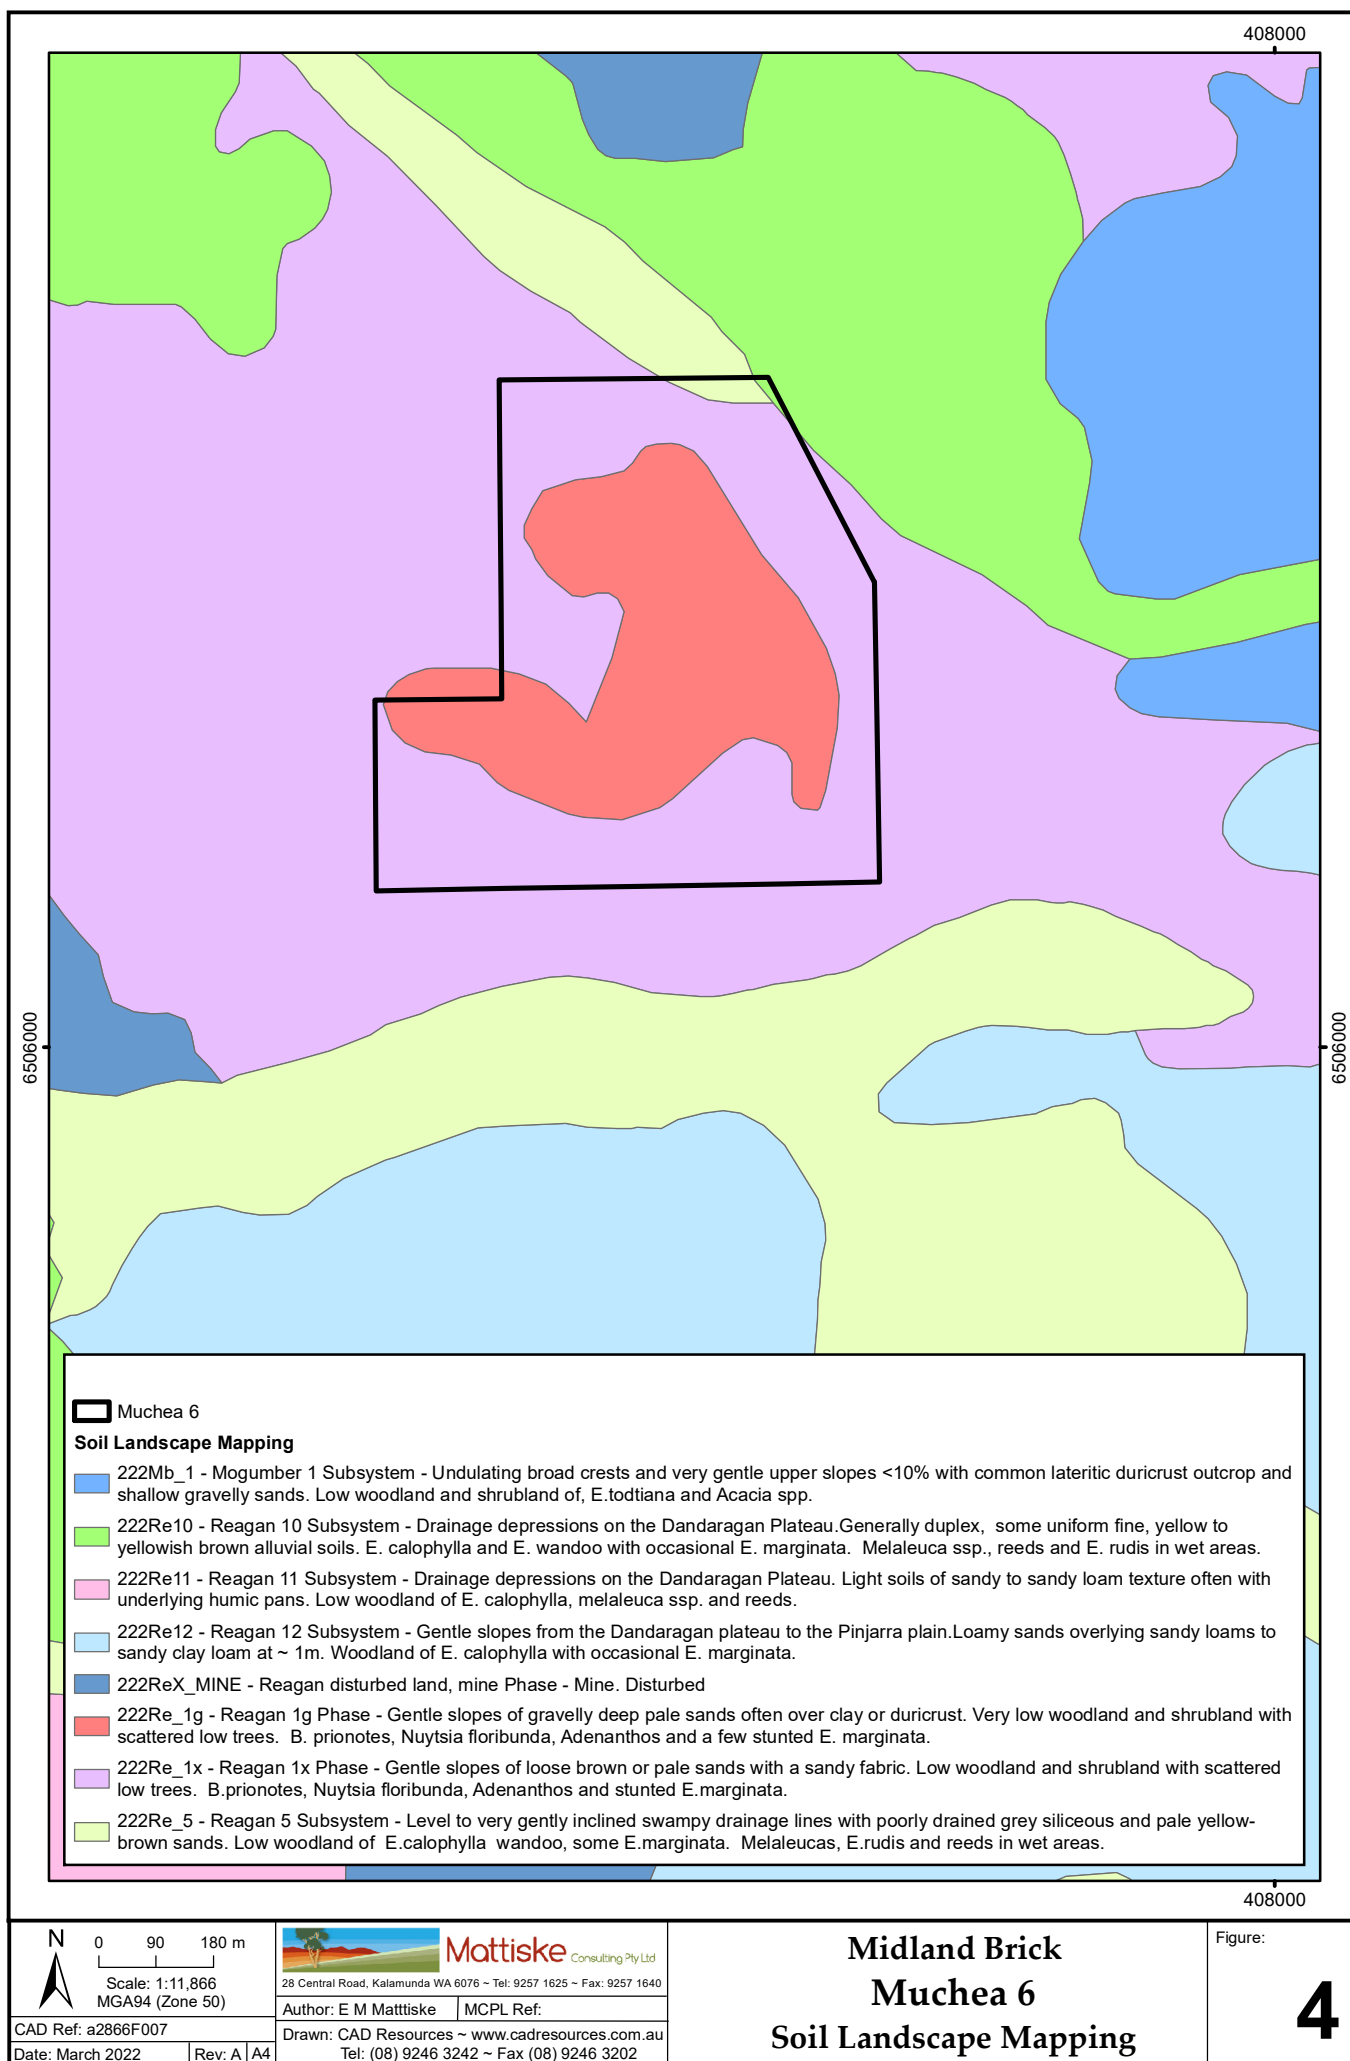 408000
6506000
6506000
Muchea 6
Soil Landscape Mapping
222Mb_1 - Mogumber 1 Subsystem - Undulating broad crests and very gentle upper slopes <10% with common lateritic duricrust outcrop and
shallow gravelly sands. Low woodland and shrubland of, E.todtiana and Acacia spp.
222Re10 - Reagan 10 Subsystem - Drainage depressions on the Dandaragan Plateau.Generally duplex, some uniform fine, yellow to
yellowish brown alluvial soils. E. calophylla and E. wandoo with occasional E. marginata. Melaleuca ssp., reeds and E. rudis in wet areas.
222Re11 - Reagan 11 Subsystem - Drainage depressions on the Dandaragan Plateau. Light soils of sandy to sandy loam texture often with
underlying humic pans. Low woodland of E. calophylla, melaleuca ssp. and reeds.
222Re12 - Reagan 12 Subsystem - Gentle slopes from the Dandaragan plateau to the Pinjarra plain.Loamy sands overlying sandy loams to
sandy clay loam at ~ 1m. Woodland of E. calophylla with occasional E. marginata.
222ReX_MINE - Reagan disturbed land, mine Phase - Mine. Disturbed
222Re_1g - Reagan 1g Phase - Gentle slopes of gravelly deep pale sands often over clay or duricrust. Very low woodland and shrubland with
scattered low trees. B. prionotes, Nuytsia floribunda, Adenanthos and a few stunted E. marginata.
222Re_1x - Reagan 1x Phase - Gentle slopes of loose brown or pale sands with a sandy fabric. Low woodland and shrubland with scattered
low trees. B.prionotes, Nuytsia floribunda, Adenanthos and stunted E.marginata.
222Re_5 - Reagan 5 Subsystem - Level to very gently inclined swampy drainage lines with poorly drained grey siliceous and pale yellow-
brown sands. Low woodland of E.calophylla wandoo, some E.marginata. Melaleucas, E.rudis and reeds in wet areas.
408000
N
0 90 180 m
Scale: 1:11,866
MGA94 (Zone 50)
CAD Ref: a2866F007
Date: March 2022 Rev: A A4
Mattiske Consulting Pty Ltd
28 Central Road, Kalamunda WA 6076 ~ Tel: 9257 1625 ~ Fax: 9257 1640
Author: E M Matttiske MCPL Ref:
Drawn: CAD Resources ~ www.cadresources.com.au
Tel: (08) 9246 3242 ~ Fax (08) 9246 3202
Midland Brick
Muchea 6
Soil Landscape Mapping
Figure:
4